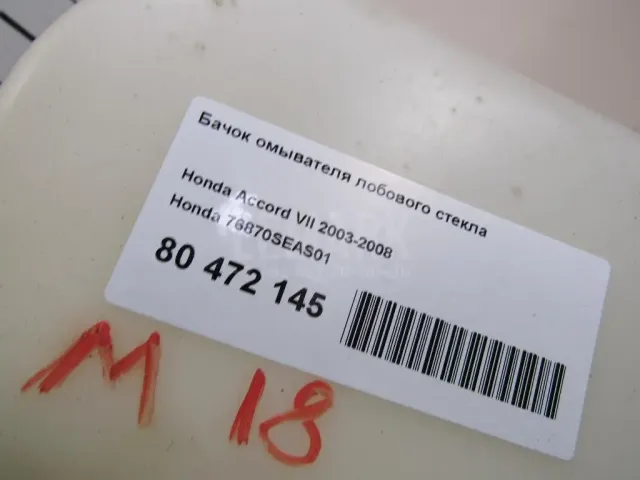 Бачок омывателя лобового стекла
Honda Accord VII 2003-2008
Honda 76870SEAS01
80 472 145
M 18